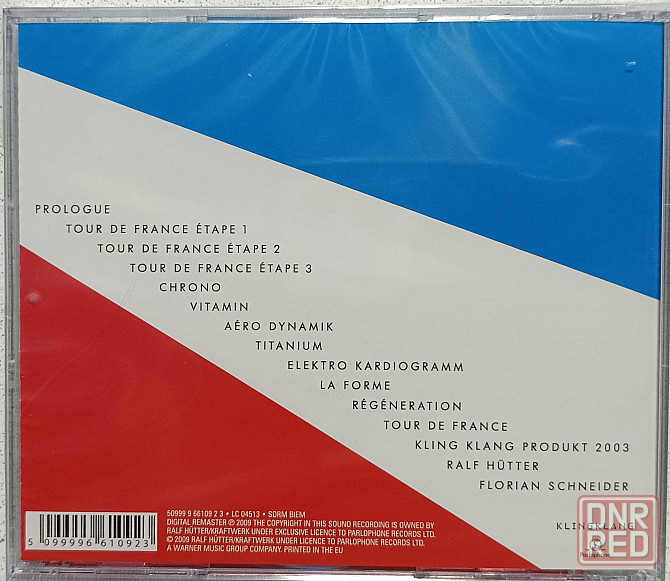 PROLOGUE
TOUR DE FRANCE ÉTAPE 1
TOUR DE FRANCE ÉTAPE 2
TOUR DE FRANCE ÉTAPE 3
CHRONO
VITAMIN
AÉRO DYNAMIK
TITANIUM
ELEKTRO KARDIOGRAMM
LA FORME
RÉGÉNERATION
TOUR DE FRANCE
KLING KLANG PRODUKT 2003
RALF HÜTTER
FLORIAN SCHNEIDER
50999 9 66109 2 3 • LC 04513 • SDRM BIEM
DIGITAL REMASTER ℗ 2009 THE COPYRIGHT IN THIS SOUND RECORDING IS OWNED BY
RALF HÜTTER/KRAFTWERK UNDER EXCLUSIVE LICENCE TO PARLOPHONE RECORDS LTD.
© 2009 RALF HÜTTER/KRAFTWERK UNDER LICENCE TO PARLOPHONE RECORDS LTD.
A WARNER MUSIC GROUP COMPANY. PRINTED IN THE EU
5 099996 610923
KLINGKLANG
Parlophone
DNR
RED